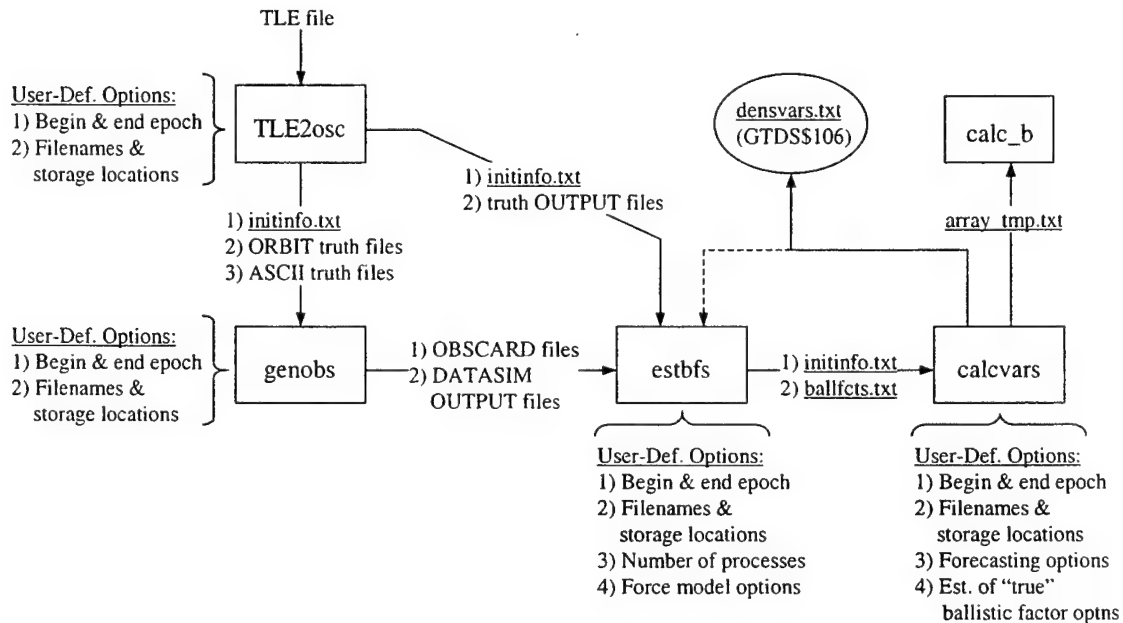 TLE file
User-Def. Options:
1) Begin & end epoch
2) Filenames &
storage locations
TLE2osc
densvars.txt
(GTDS$106)
calc_b
1) initinfo.txt
2) truth OUTPUT files
array_tmp.txt
1) initinfo.txt
2) ORBIT truth files
3) ASCII truth files
User-Def. Options:
1) Begin & end epoch
2) Filenames &
storage locations
genobs
1) OBSCARD files
2) DATASIM
OUTPUT files
estbfs
1) initinfo.txt
2) ballfcts.txt
calcvars
User-Def. Options:
1) Begin & end epoch
2) Filenames &
storage locations
3) Number of processes
4) Force model options
User-Def. Options:
1) Begin & end epoch
2) Filenames &
storage locations
3) Forecasting options
4) Est. of “true”
ballistic factor optns